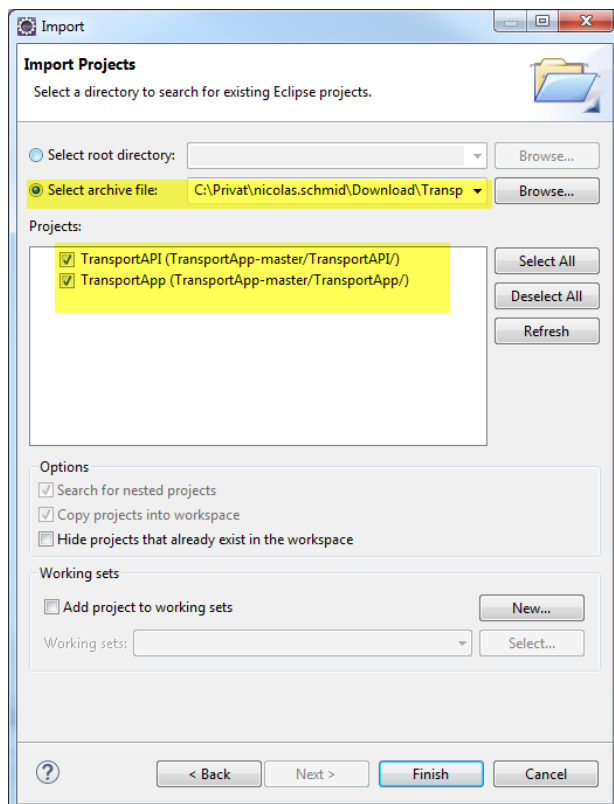 Import
Import Projects
Select a directory to search for existing Eclipse projects.
Select root directory:
Browse...
Select archive file:
C:\Privat\nicolas.schmid\Download\Transp
Browse...
Projects:
TransportAPI (TransportApp-master/TransportAPI/)
TransportApp (TransportApp-master/TransportApp/)
Select All
Deselect All
Refresh
Options
Search for nested projects
Copy projects into workspace
Hide projects that already exist in the workspace
Working sets
Add project to working sets
New...
Working sets:
Select...
?
< Back
Next >
Finish
Cancel